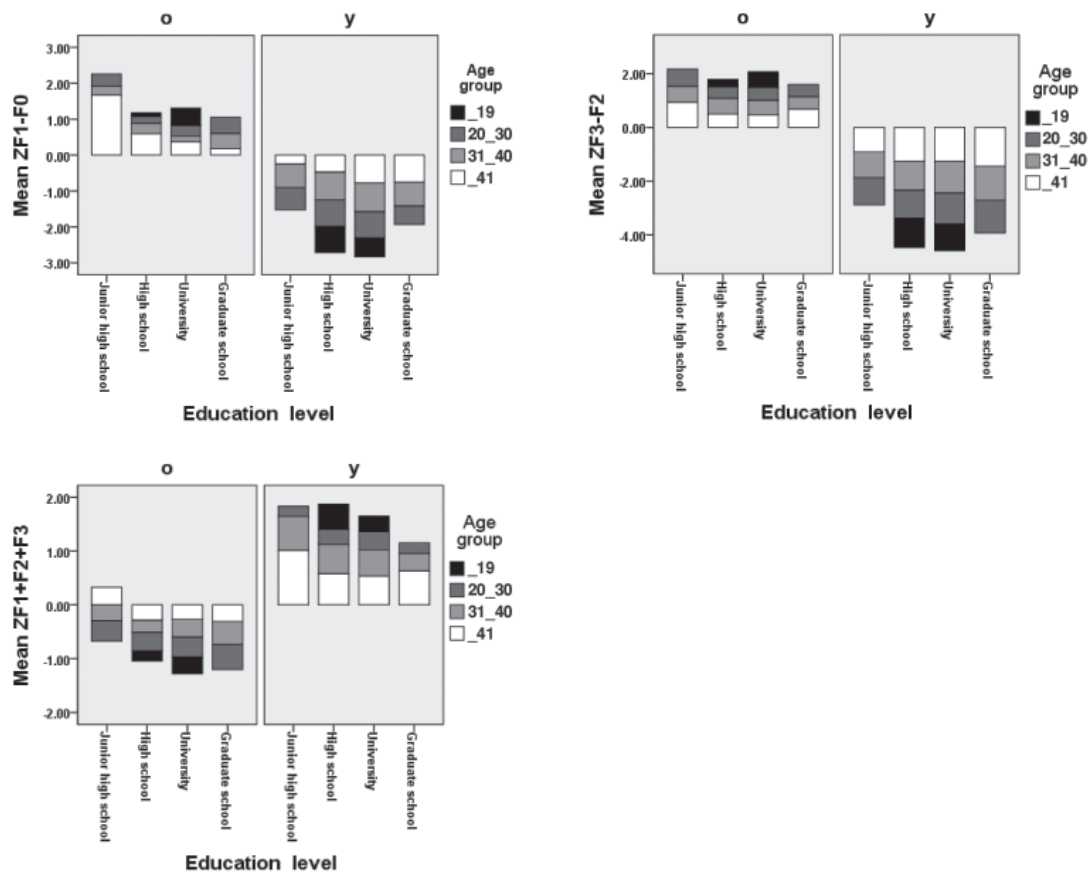 o y
Mean ZF1-F0
3.00
2.00
1.00
0.00
-1.00
-2.00
-3.00
Junior high school
High school
University
Graduate school
Junior high school
High school
University
Graduate school
Education level
Age
group
_19
20_30
31_40
_41
o y
Mean ZF3-F2
2.00
0.00
-2.00
-4.00
Junior high school
High school
University
Graduate school
Junior high school
High school
University
Graduate school
Education level
Age
group
_19
20_30
31_40
_41
o y
Mean ZF1+F2+F3
2.00
1.00
0.00
-1.00
-2.00
Junior high school
High school
University
Graduate school
Junior high school
High school
University
Graduate school
Education level
Age
group
_19
20_30
31_40
_41